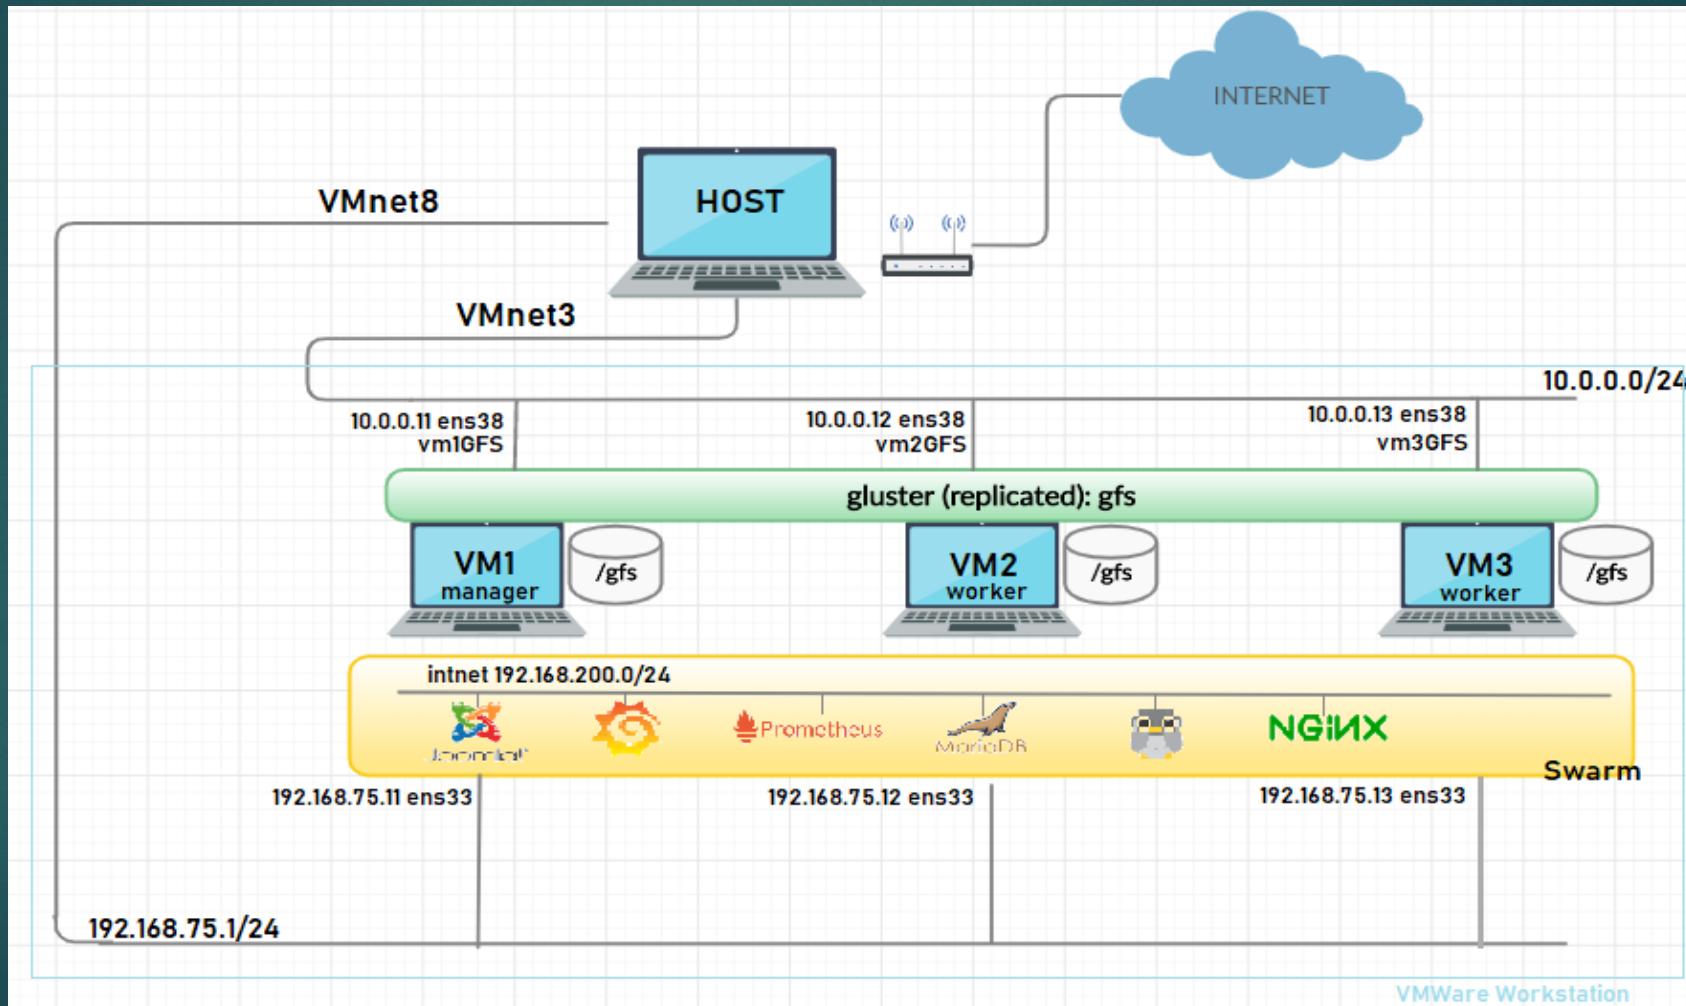 INTERNET
VMnet8
HOST
VMnet3
10.0.0.0/24
10.0.0.11 ens38
vm1GFS
10.0.0.12 ens38
vm2GFS
10.0.0.13 ens38
vm3GFS
gluster (replicated): gfs
VM1
manager
/gfs
VM2
worker
/gfs
VM3
worker
/gfs
intnet 192.168.200.0/24
Joomla!
Prometheus
MariaDB
NGINX
Swarm
192.168.75.11 ens33
192.168.75.12 ens33
192.168.75.13 ens33
192.168.75.1/24
VMWare Workstation